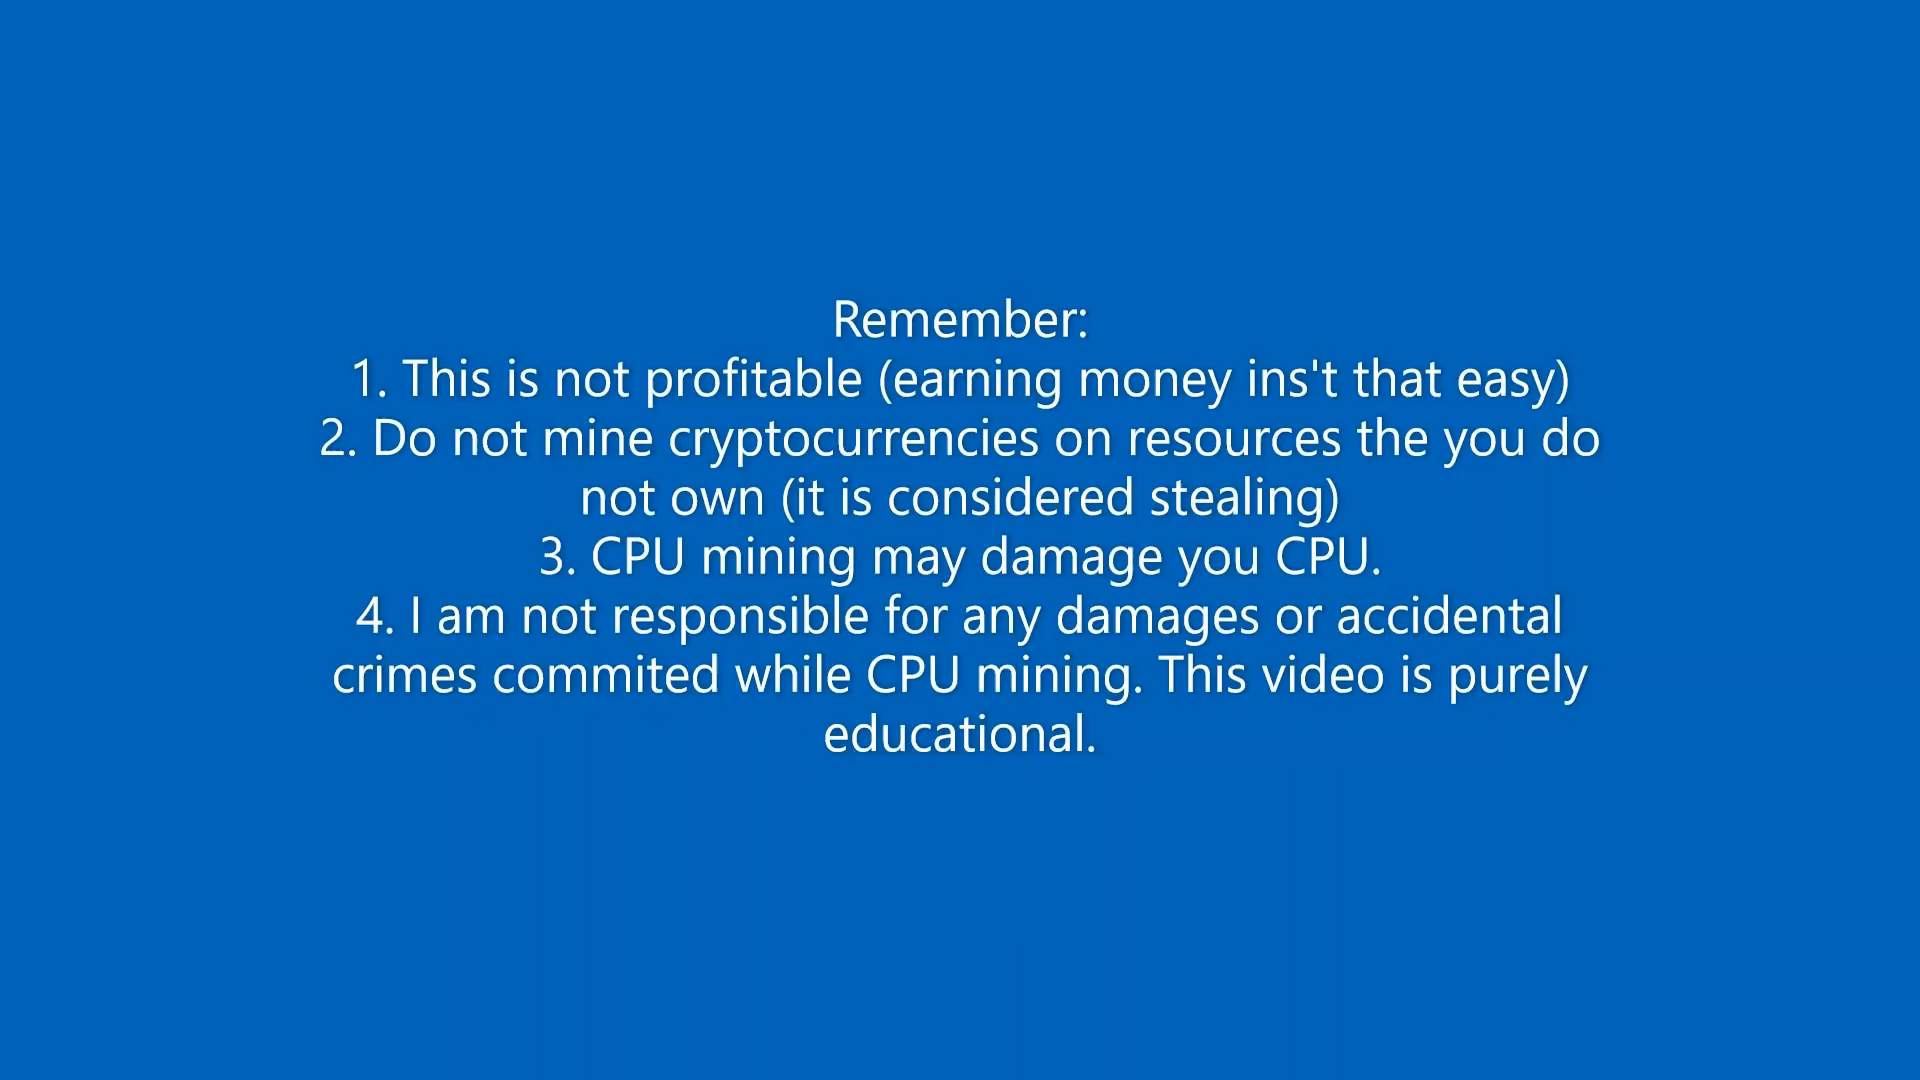 Remember:
1. This is not profitable (earning money ins't that easy)
2. Do not mine cryptocurrencies on resources the you do
not own (it is considered stealing)
3. CPU mining may damage you CPU.
4. I am not responsible for any damages or accidental
crimes commited while CPU mining. This video is purely
educational.